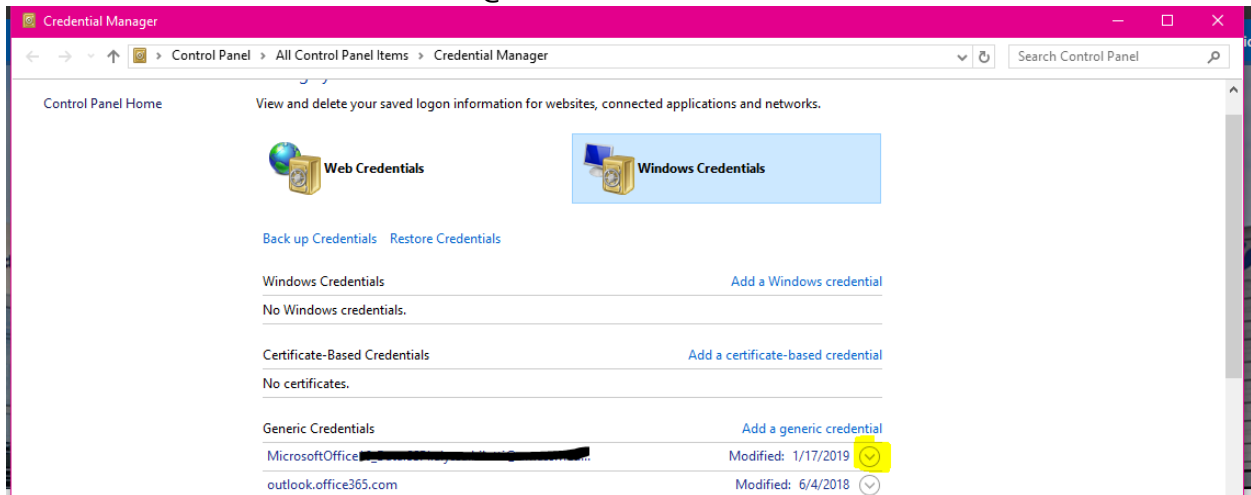 Credential Manager
Control Panel > All Control Panel Items > Credential Manager
Search Control Panel
Control Panel Home
View and delete your saved logon information for websites, connected applications and networks.
Web Credentials
Windows Credentials
Back up Credentials Restore Credentials
Windows Credentials Add a Windows credential
No Windows credentials.
Certificate-Based Credentials Add a certificate-based credential
No certificates.
Generic Credentials Add a generic credential
MicrosoftOffice ... Modified: 1/17/2019
outlook.office365.com Modified: 6/4/2018